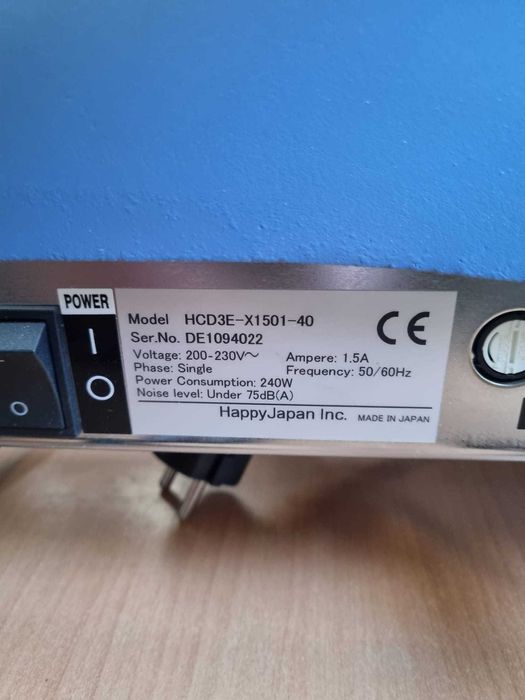 POWER
I
O
O
Model HCD3E-X1501-40
CE
Ser.No. DE1094022
Voltage: 200-230V～ Ampere: 1.5A
Phase: Single Frequency: 50/60Hz
Power Consumption: 240W
Noise level: Under 75dB(A)
HappyJapan Inc. MADE IN JAPAN